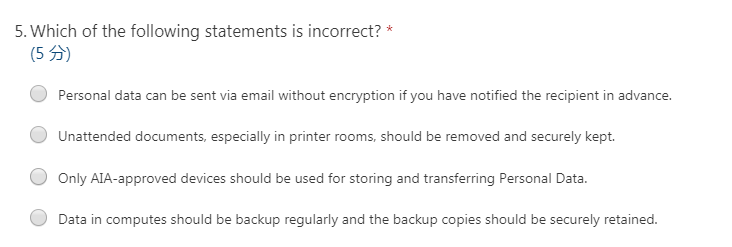 5. Which of the following statements is incorrect? *
(5 分)
Personal data can be sent via email without encryption if you have notified the recipient in advance.
Unattended documents, especially in printer rooms, should be removed and securely kept.
Only AIA-approved devices should be used for storing and transferring Personal Data.
Data in computes should be backup regularly and the backup copies should be securely retained.